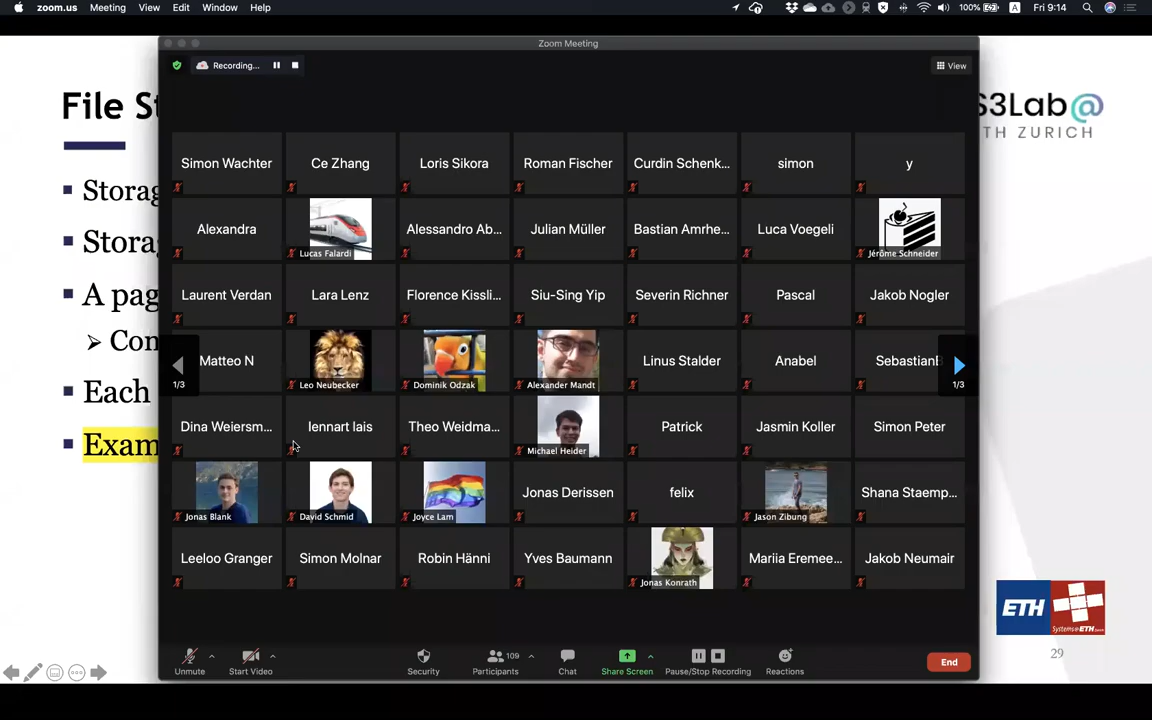 zoom.us Meeting View Edit Window Help
100% A Fri 9:14
Zoom Meeting
Recording...
View
File St
S3Lab@
TH ZURICH
Storag
Stora
A pag
Con
Each
Exam
Simon Wachter Ce Zhang Loris Sikora Roman Fischer Curdin Schenk... simon y
Alexandra Lucas Falardi Alessandro Ab... Julian Müller Bastian Amrhe... Luca Voegeli Jérôme Schneider
Laurent Verdan Lara Lenz Florence Kissli... Siu-Sing Yip Severin Richner Pascal Jakob Nogler
Matteo N Leo Neubecker Dominik Odzak Alexander Mandt Linus Stalder Anabel Sebastian
1/3 1/3
Dina Weiersm... Theo Weidma... Michael Heider Patrick Jasmin Koller Simon Peter
Jonas Blank David Schmid Joyce Lam Jonas Derissen felix Jason Zibung Shana Staemp...
Leeloo Granger Simon Molnar Robin Hänni Yves Baumann Jonas Konrath Mariia Eremee... Jakob Neumair
ETH Systems@ETH
29
Unmute Start Video Security Participants 109 Chat Share Screen Pause/Stop Recording Reactions End